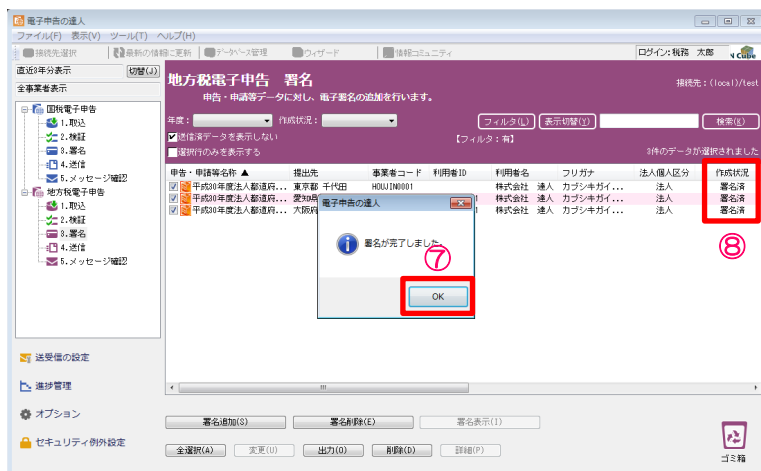 電子申告の達人
ファイル(F) 表示(V) ツール(T) ヘルプ(H)
接続先選択 最新の情報に更新 データベース管理 ウィザード 情報コミュニティ ログイン:税務 太郎
直近3年分表示 切替(J)
全事業者表示
国税電子申告
1.取込
2.検証
3.署名
4.送信
5.メッセージ確認
地方税電子申告
1.取込
2.検証
3.署名
4.送信
5.メッセージ確認
送受信の設定
進捗管理
オプション
セキュリティ例外設定
地方税電子申告 署名
接続先:(local)/test
申告・申請等データに対し、電子署名の追加を行います。
年度: 作成状況: フィルタ(L) 表示切替(Y) 検索(K)
送信済データを表示しない 【フィルタ:有】
選択行のみを表示する 3件のデータが選択されました
申告・申請等名称 ▲ 提出先 事業者コード 利用者ID 利用者名 フリガナ 法人個人区分 作成状況
平成30年度法人都道府... 東京都 千代田 HOUJIN0001 株式会社 達人 カブシキガイ... 法人 署名済
平成30年度法人都道府... 愛知県 株式会社 達人 カブシキガイ... 法人 署名済
平成30年度法人都道府... 大阪府 株式会社 達人 カブシキガイ... 法人 署名済
電子申告の達人
署名が完了しました。
⑦
OK
⑧
署名追加(S) 署名削除(E) 署名表示(I)
全選択(A) 変更(U) 出力(O) 削除(D) 詳細(P)
ゴミ箱